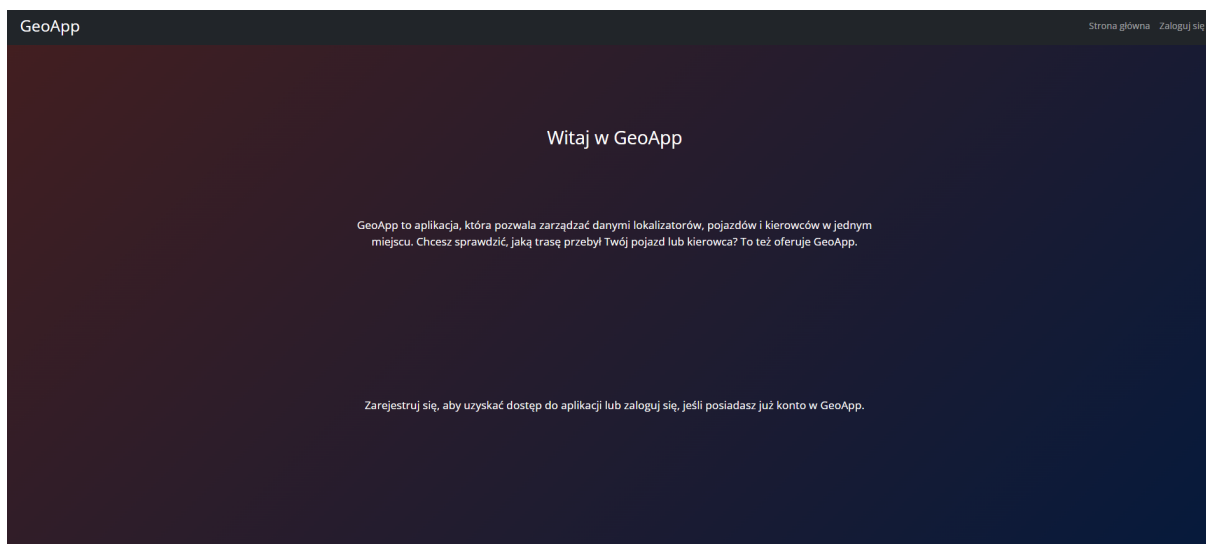 GeoApp
Strona główna Zaloguj się
Witaj w GeoApp
GeoApp to aplikacja, która pozwala zarządzać danymi lokalizatorów, pojazdów i kierowców w jednym
miejscu. Chcesz sprawdzić, jaką trasę przebył Twój pojazd lub kierowca? To też oferuje GeoApp.
Zarejestruj się, aby uzyskać dostęp do aplikacji lub zaloguj się, jeśli posiadasz już konto w GeoApp.